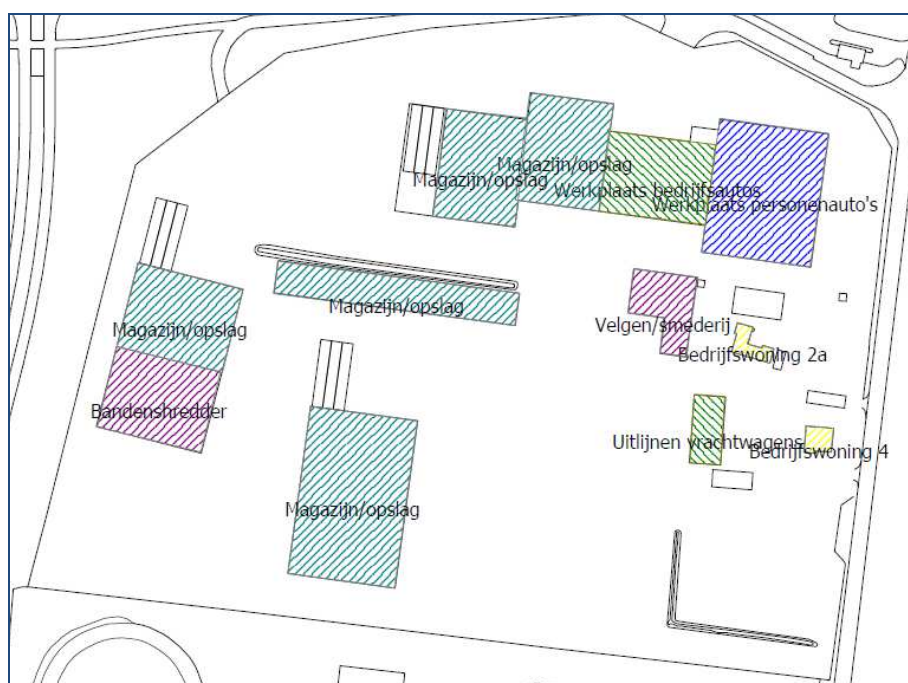 Magazijn/opslag
Magazijn/opslag
Werkplaats bedrijfsautos
Werkplaats personenauto's
Magazijn/opslag
Velgen/smederij
Magazijn/opslag
Bedrijfswoning 2a
Bandenshredder
Uitlijnen vrachtwagens
Bedrijfswoning 4
Magazijn/opslag